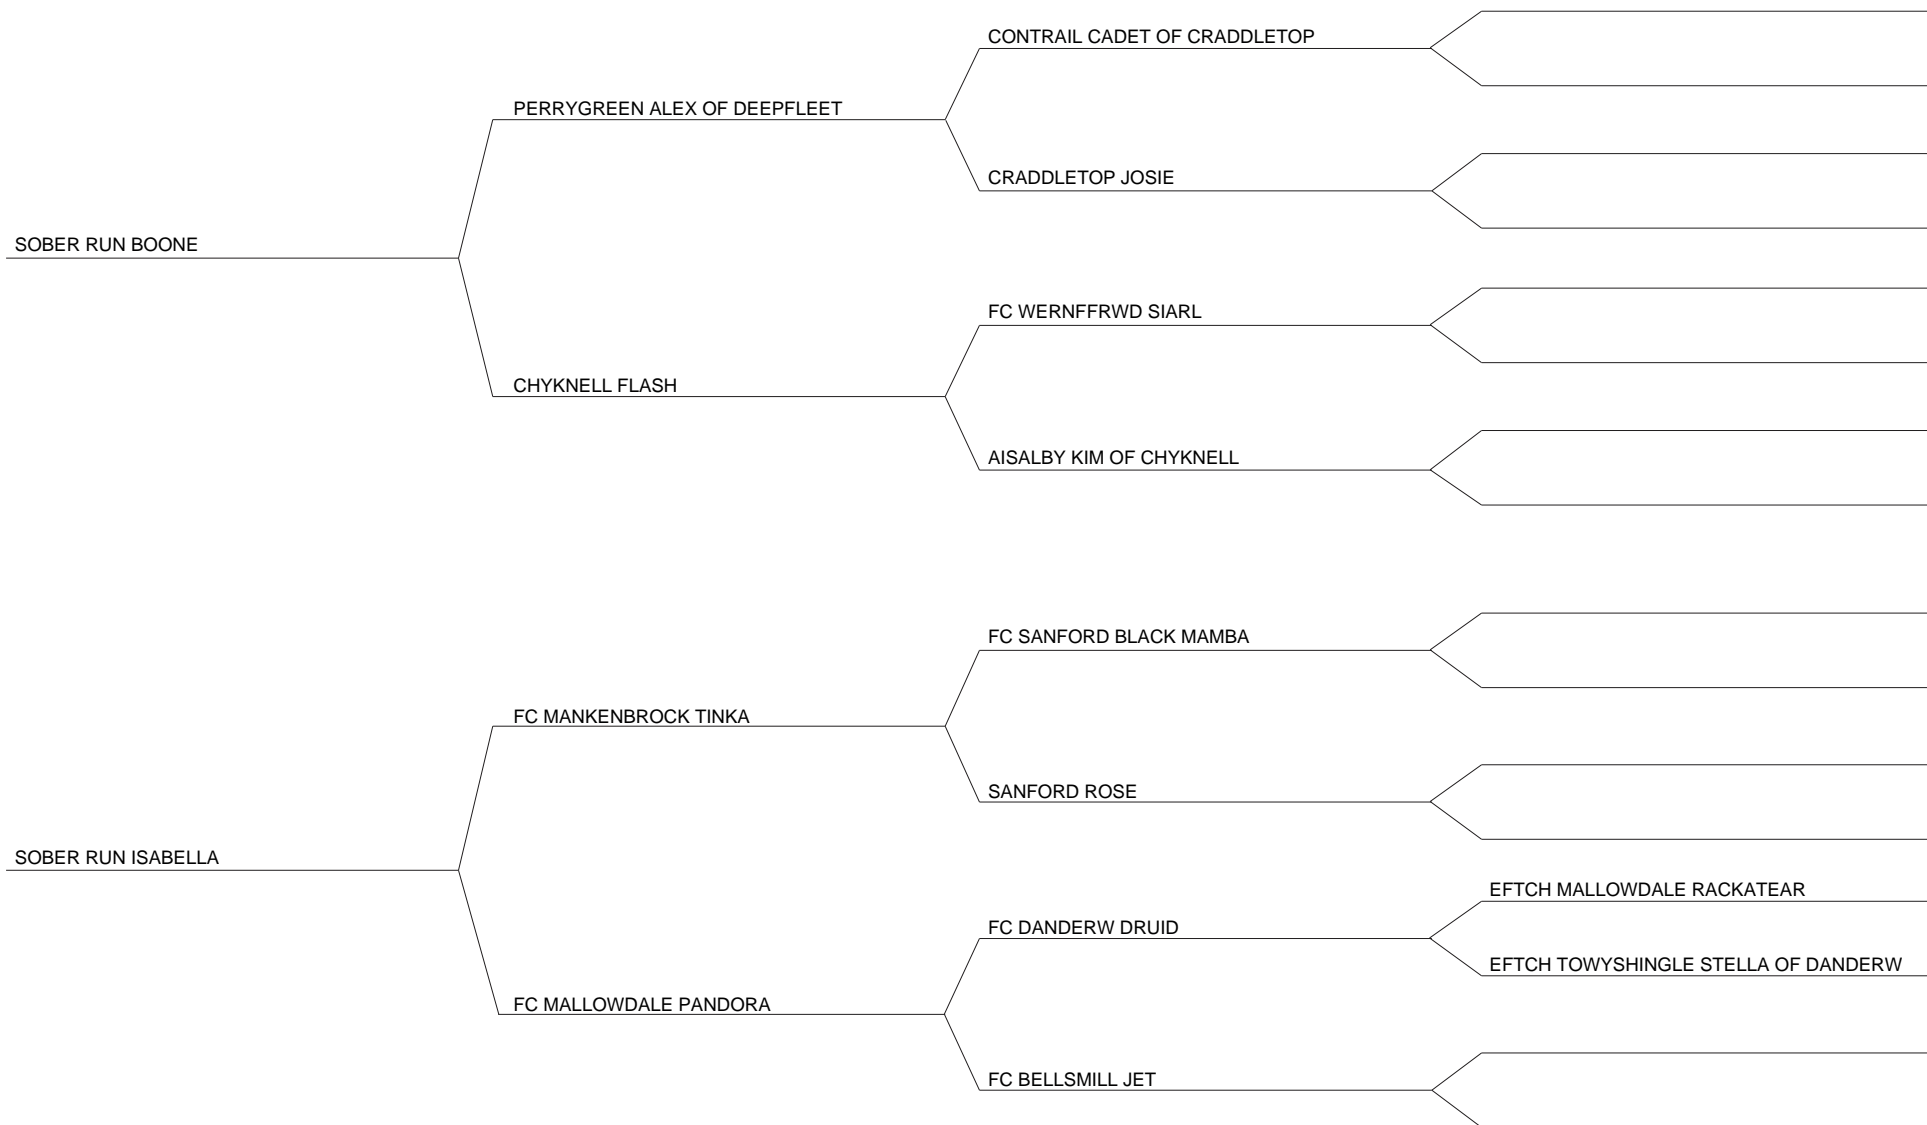 CONTRAIL CADET OF CRADDLETOP
PERRYGREEN ALEX OF DEEPFLEET
CRADDLETOP JOSIE
SOBER RUN BOONE
FC WERNFFRWD SIARL
CHYKNELL FLASH
AISALBY KIM OF CHYKNELL
FC SANFORD BLACK MAMBA
FC MANKENBROCK TINKA
SANFORD ROSE
SOBER RUN ISABELLA
EFTCH MALLOWDALE RACKATEAR
FC DANDERW DRUID
EFTCH TOWYSHINGLE STELLA OF DANDERW
FC MALLOWDALE PANDORA
FC BELLSMILL JET